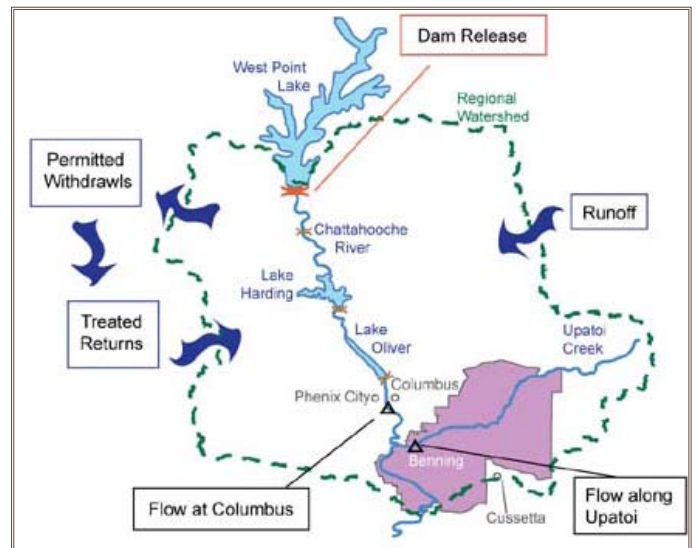 Dam Release
West Point
Lake
Regional
Watershed
Permitted
Withdrawls
Runoff
Chattahooche
River
Lake
Harding
Treated
Returns
Lake
Oliver
Upatoi
Creek
Columbus
Phenix City
Benning
Flow at Columbus
Flow along
Upatoi
Cussetta